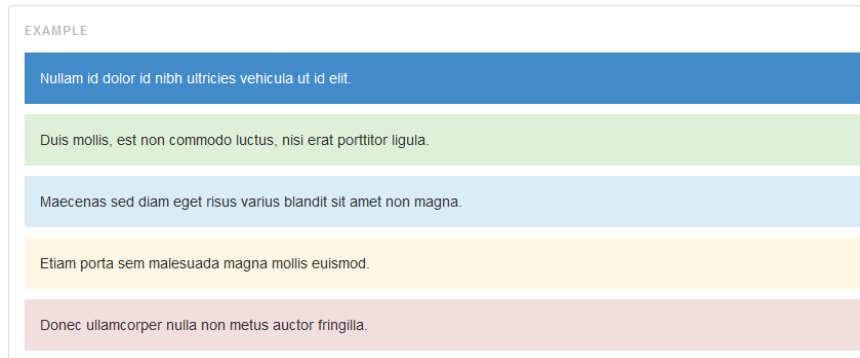 EXAMPLE
Nullam id dolor id nibh ultricies vehicula ut id elit.
Duis mollis, est non commodo luctus, nisi erat porttitor ligula.
Maecenas sed diam eget risus varius blandit sit amet non magna.
Etiam porta sem malesuada magna mollis euismod.
Donec ullamcorper nulla non metus auctor fringilla.